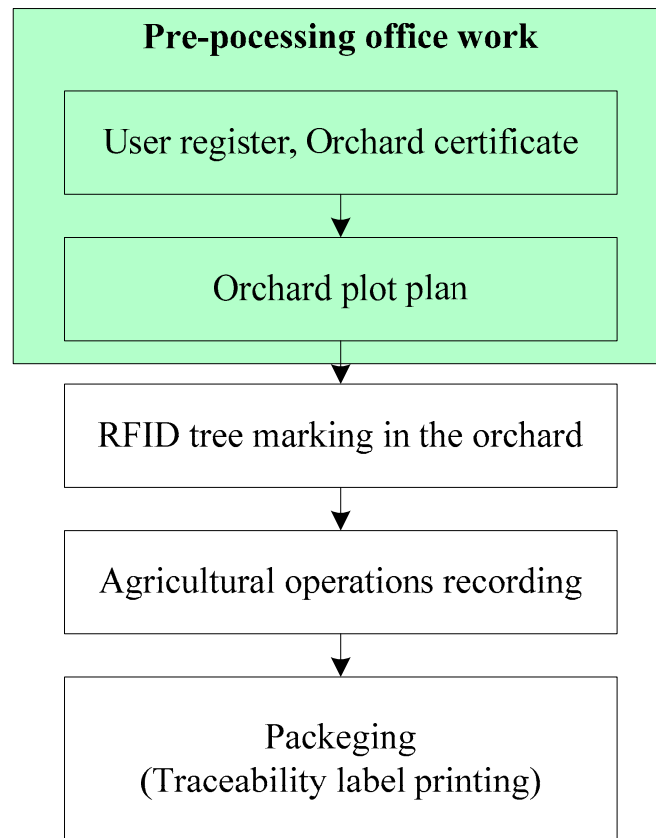 Pre-pocessing office work
User register, Orchard certificate
Orchard plot plan
RFID tree marking in the orchard
Agricultural operations recording
Packeging
(Traceability label printing)